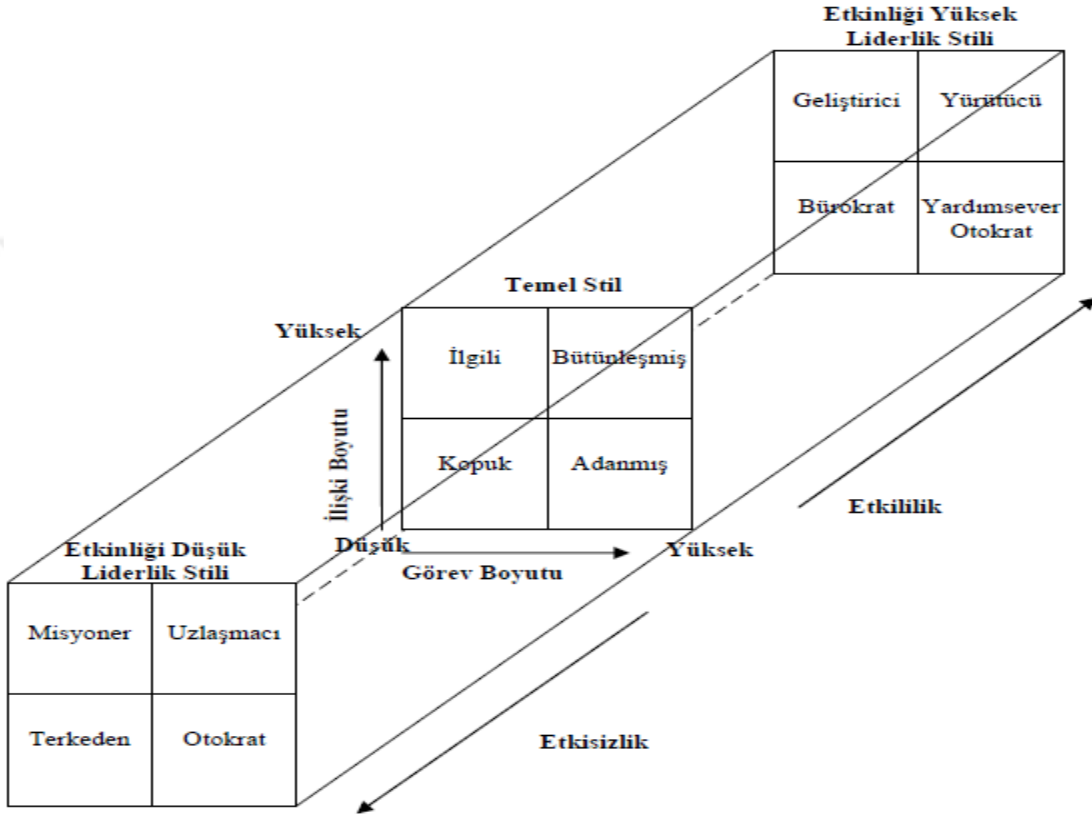 Etkinliği Yüksek
Liderlik Stili
Geliştirici
Yürütücü
Bürokrat
Yardımsever
Otokrat
Temel Stil
Yüksek
İlgili
Bütünleşmiş
Kopuk
Adanmış
İlişki Boyutu
Düşük
Görev Boyutu
Yüksek
Etkililik
Etkinliği Düşük
Liderlik Stili
Misyoner
Uzlaşmacı
Terkeden
Otokrat
Etkisizlik